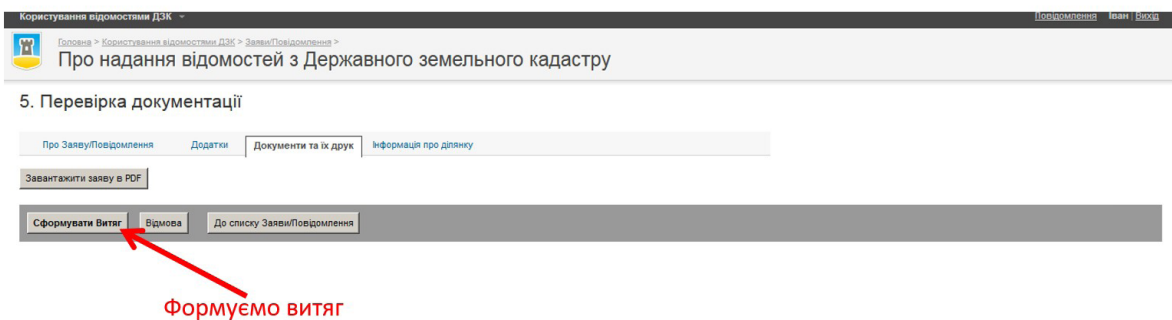 Користування відомостями ДЗК
Повідомлення Іван | Вихід
Головна > Користування відомостями ДЗК > Заяви/Повідомлення >
Про надання відомостей з Державного земельного кадастру
5. Перевірка документації
Про Заяву/Повідомлення Додатки Документи та їх друк Інформація про ділянку
Завантажити заяву в PDF
Сформувати Витяг Відмова До списку Заяви/Повідомлення
Формуємо витяг